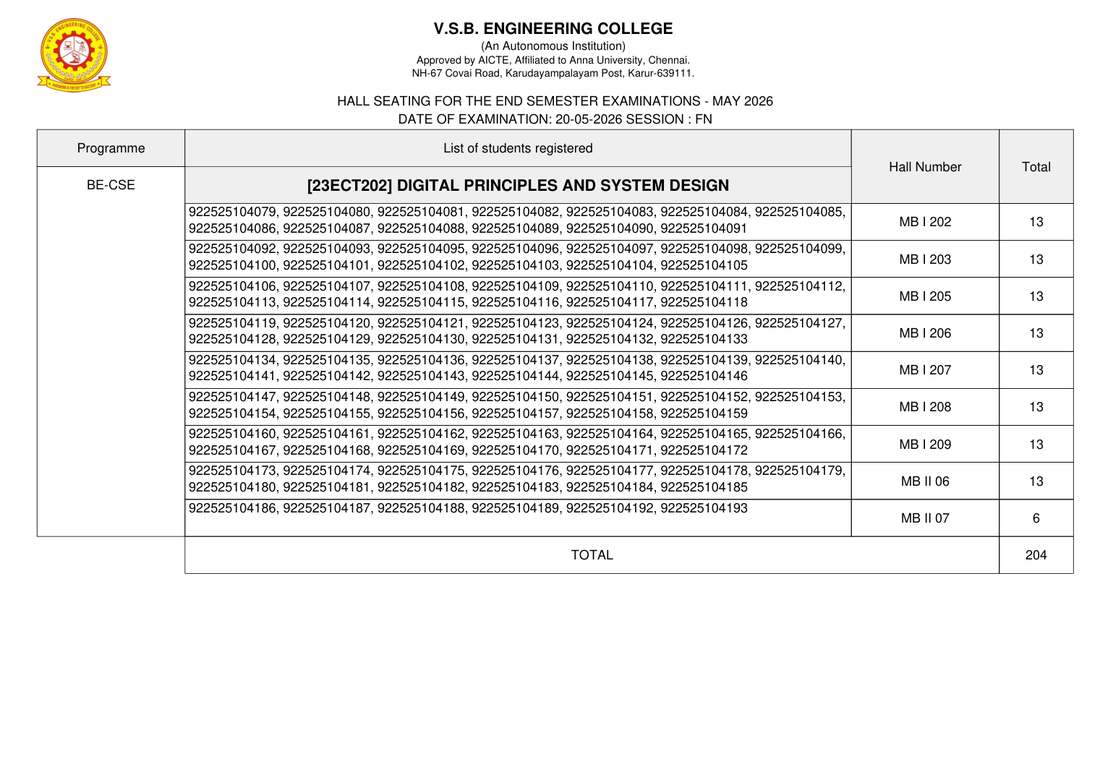 V.S.B. ENGINEERING COLLEGE
(An Autonomous Institution)
Approved by AICTE, Affiliated to Anna University, Chennai.
NH-67 Covai Road, Karudayampalayam Post, Karur-639111.
HALL SEATING FOR THE END SEMESTER EXAMINATIONS - MAY 2026
DATE OF EXAMINATION: 20-05-2026 SESSION : FN
Programme
List of students registered
Hall Number
Total
BE-CSE
[23ECT202] DIGITAL PRINCIPLES AND SYSTEM DESIGN
922525104079, 922525104080, 922525104081, 922525104082, 922525104083, 922525104084, 922525104085,
922525104086, 922525104087, 922525104088, 922525104089, 922525104090, 922525104091
MB I 202
13
922525104092, 922525104093, 922525104095, 922525104096, 922525104097, 922525104098, 922525104099,
922525104100, 922525104101, 922525104102, 922525104103, 922525104104, 922525104105
MB I 203
13
922525104106, 922525104107, 922525104108, 922525104109, 922525104110, 922525104111, 922525104112,
922525104113, 922525104114, 922525104115, 922525104116, 922525104117, 922525104118
MB I 205
13
922525104119, 922525104120, 922525104121, 922525104123, 922525104124, 922525104126, 922525104127,
922525104128, 922525104129, 922525104130, 922525104131, 922525104132, 922525104133
MB I 206
13
922525104134, 922525104135, 922525104136, 922525104137, 922525104138, 922525104139, 922525104140,
922525104141, 922525104142, 922525104143, 922525104144, 922525104145, 922525104146
MB I 207
13
922525104147, 922525104148, 922525104149, 922525104150, 922525104151, 922525104152, 922525104153,
922525104154, 922525104155, 922525104156, 922525104157, 922525104158, 922525104159
MB I 208
13
922525104160, 922525104161, 922525104162, 922525104163, 922525104164, 922525104165, 922525104166,
922525104167, 922525104168, 922525104169, 922525104170, 922525104171, 922525104172
MB I 209
13
922525104173, 922525104174, 922525104175, 922525104176, 922525104177, 922525104178, 922525104179,
922525104180, 922525104181, 922525104182, 922525104183, 922525104184, 922525104185
MB II 06
13
922525104186, 922525104187, 922525104188, 922525104189, 922525104192, 922525104193
MB II 07
6
TOTAL
204